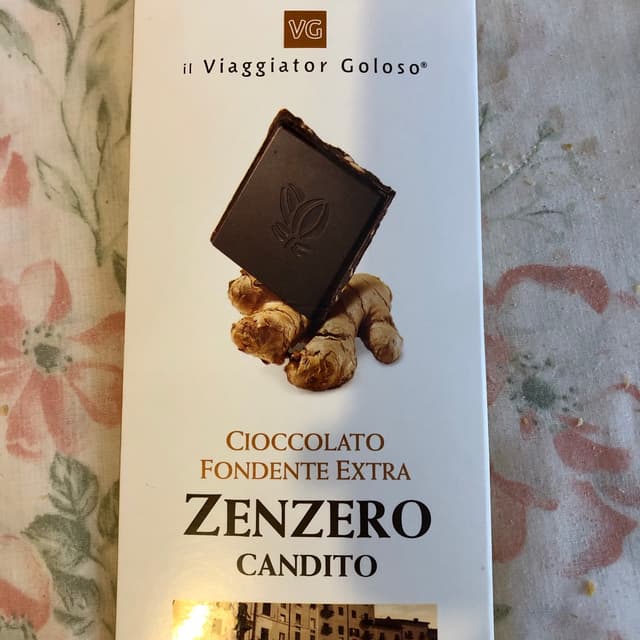 VG
il Viaggiator Goloso®
CIOCCOLATO
FONDENTE EXTRA
ZENZERO
CANDITO